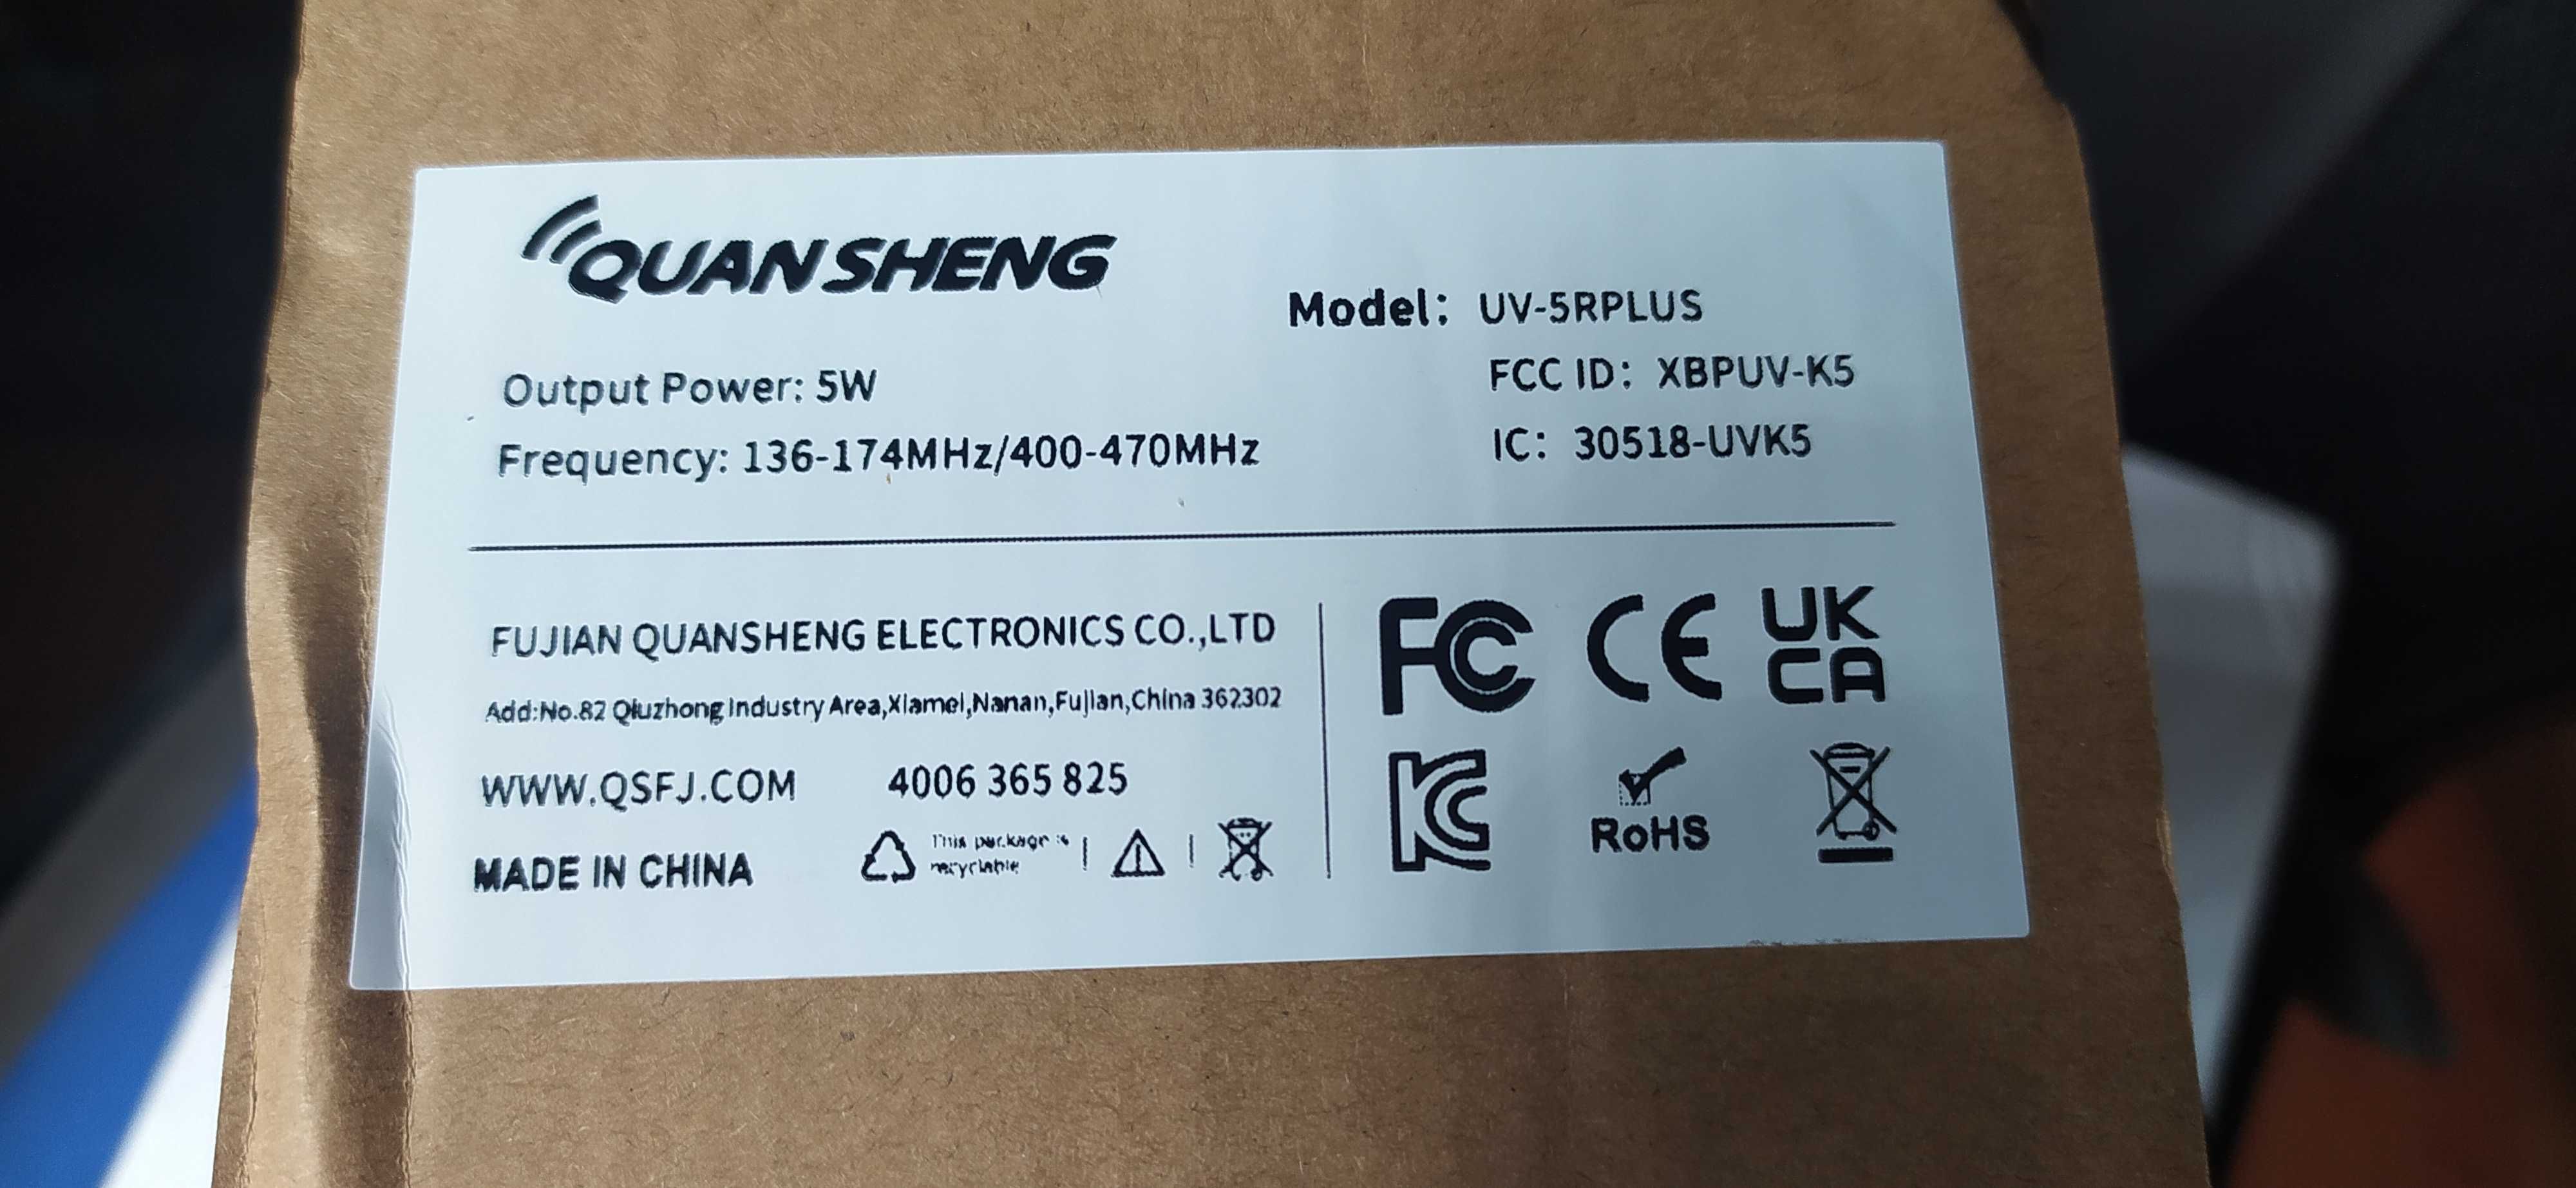 QUANSHENG
Model: UV-5RPLUS
Output Power: 5W
FCC ID: XBPUV-K5
Frequency: 136-174MHz/400-470MHz
IC: 30518-UVK5
FUJIAN QUANSHENG ELECTRONICS CO.,LTD
Add:No.82 Qiuzhong Industry Area,Xiamei,Nanan,Fujian,China 362302
WWW.QSFJ.COM 4006 365 825
MADE IN CHINA
This package is
recyclable
FC CE UK
CA
KC
RoHS